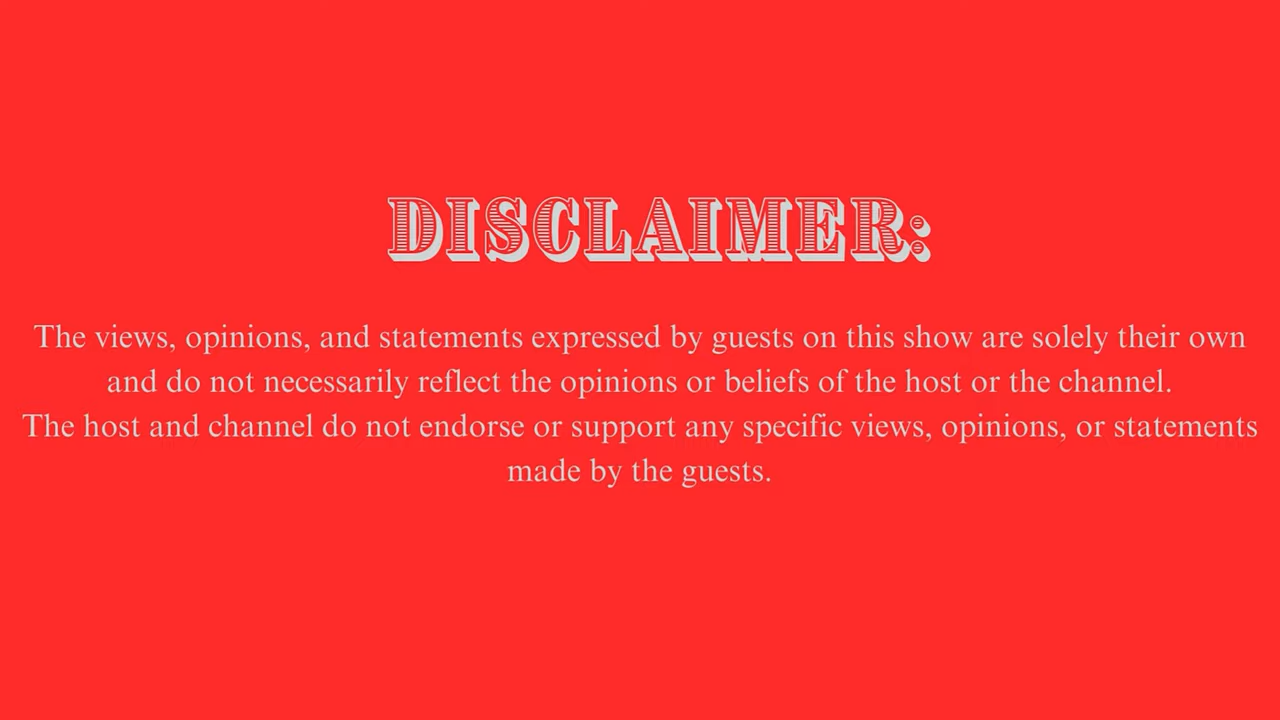 DISCLAIMER:
The views, opinions, and statements expressed by guests on this show are solely their own
and do not necessarily reflect the opinions or beliefs of the host or the channel.
The host and channel do not endorse or support any specific views, opinions, or statements
made by the guests.